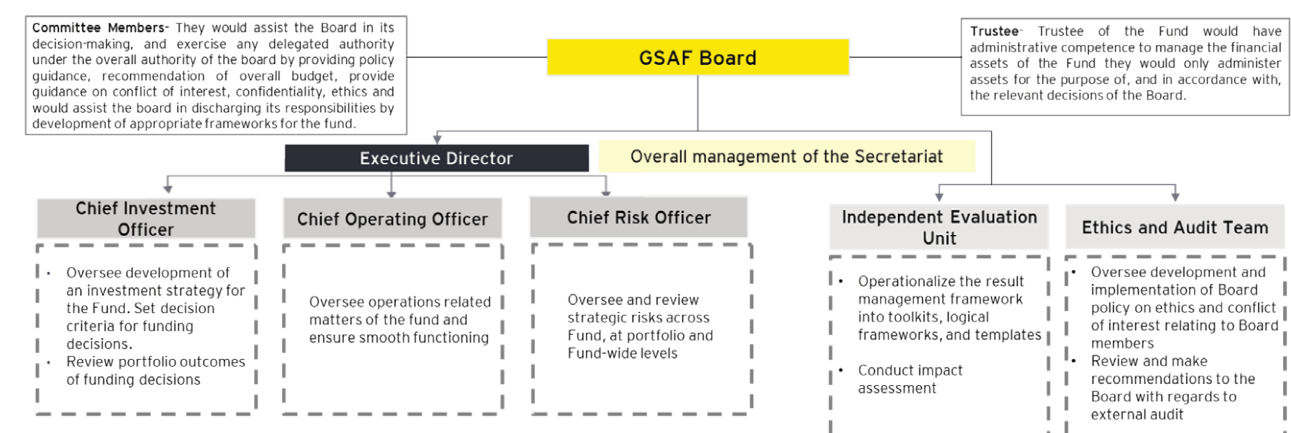 Committee Members- They would assist the Board in its
decision-making, and exercise any delegated authority
under the overall authority of the board by providing policy
guidance, recommendation of overall budget, provide
guidance on conflict of interest, confidentiality, ethics and
would assist the board in discharging its responsibilities by
development of appropriate frameworks for the fund.
GSAF Board
Trustee- Trustee of the Fund would have
administrative competence to manage the financial
assets of the Fund they would only administer
assets for the purpose of, and in accordance with,
the relevant decisions of the Board.
Executive Director
Overall management of the Secretariat
Chief Investment
Officer
• Oversee development of
an investment strategy for
the Fund. Set decision
criteria for funding
decisions.
• Review portfolio outcomes
of funding decisions
Chief Operating Officer
Oversee operations related
matters of the fund and
ensure smooth functioning
Chief Risk Officer
Oversee and review
strategic risks across
Fund, at portfolio and
Fund-wide levels
Independent Evaluation
Unit
• Operationalize the result
management framework
into toolkits, logical
frameworks, and templates
• Conduct impact
assessment
Ethics and Audit Team
• Oversee development and
implementation of Board
policy on ethics and conflict
of interest relating to Board
members
• Review and make
recommendations to the
Board with regards to
external audit